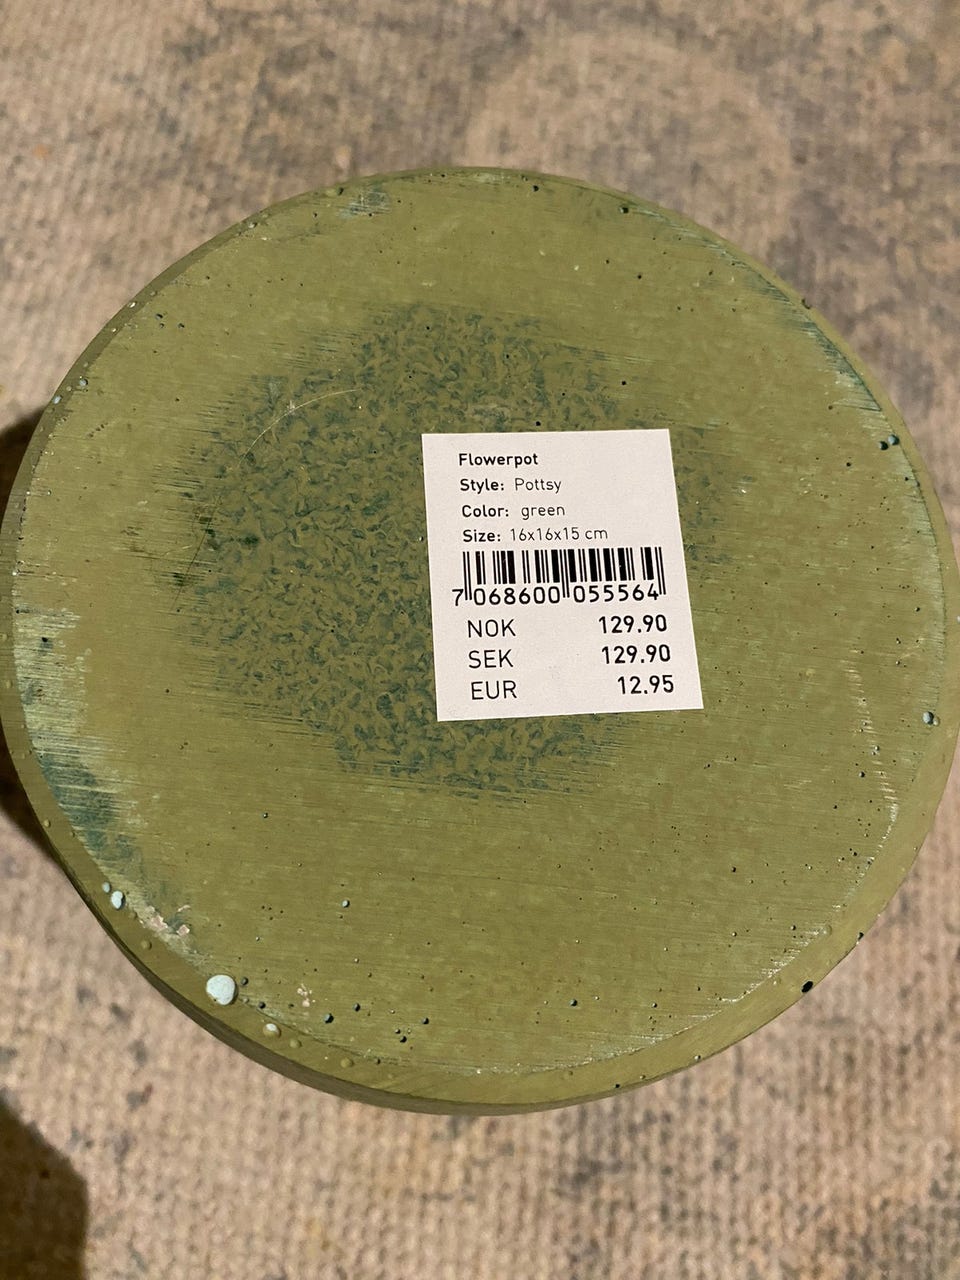 Flowerpot
Style: Pottsy
Color: green
Size: 16x16x15 cm
7 068600 055564
NOK 129.90
SEK 129.90
EUR 12.95